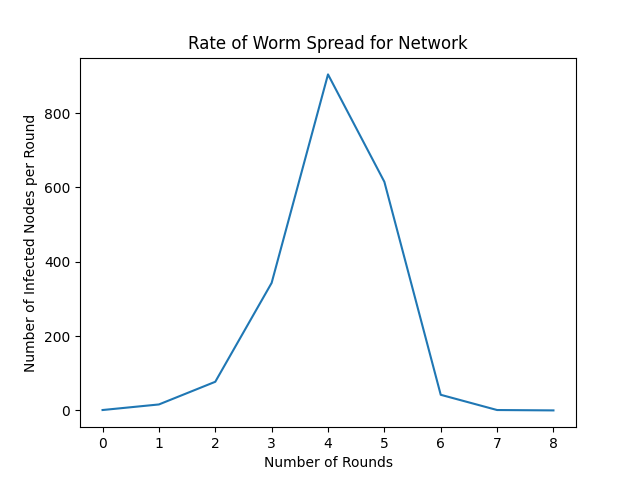 Rate of Worm Spread for Network
Number of Infected Nodes per Round
800
600
400
200
0
0 1 2 3 4 5 6 7 8
Number of Rounds